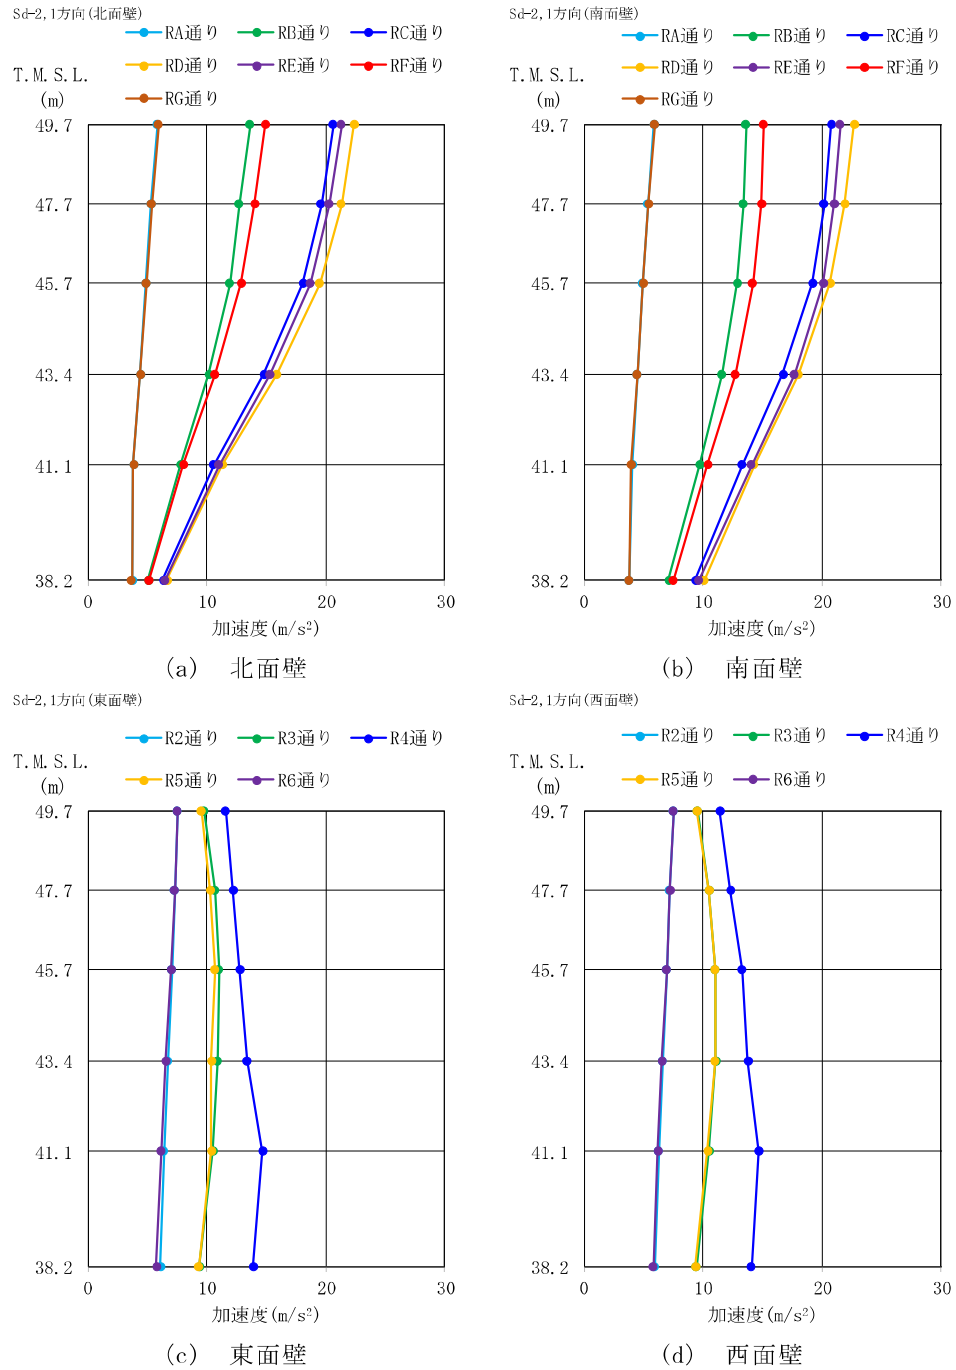 Sd-2,1方向(北面壁)
RA通り RB通り RC通り
RD通り RE通り RF通り
RG通り
T.M.S.L.
(m)
49.7
47.7
45.7
43.4
41.1
38.2
0 10 20 30
加速度(m/s²)
(a) 北面壁
Sd-2,1方向(南面壁)
RA通り RB通り RC通り
RD通り RE通り RF通り
RG通り
T.M.S.L.
(m)
49.7
47.7
45.7
43.4
41.1
38.2
0 10 20 30
加速度(m/s²)
(b) 南面壁
Sd-2,1方向(東面壁)
R2通り R3通り R4通り
R5通り R6通り
T.M.S.L.
(m)
49.7
47.7
45.7
43.4
41.1
38.2
0 10 20 30
加速度(m/s²)
(c) 東面壁
Sd-2,1方向(西面壁)
R2通り R3通り R4通り
R5通り R6通り
T.M.S.L.
(m)
49.7
47.7
45.7
43.4
41.1
38.2
0 10 20 30
加速度(m/s²)
(d) 西面壁